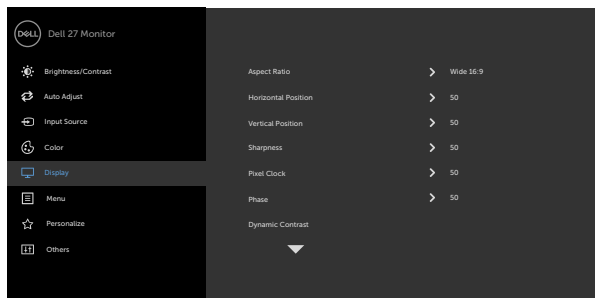 DELL Dell 27 Monitor
Brightness/Contrast
Auto Adjust
Input Source
Color
Display
Menu
Personalize
Others
Aspect Ratio Wide 16:9
Horizontal Position 50
Vertical Position 50
Sharpness 50
Pixel Clock 50
Phase 50
Dynamic Contrast